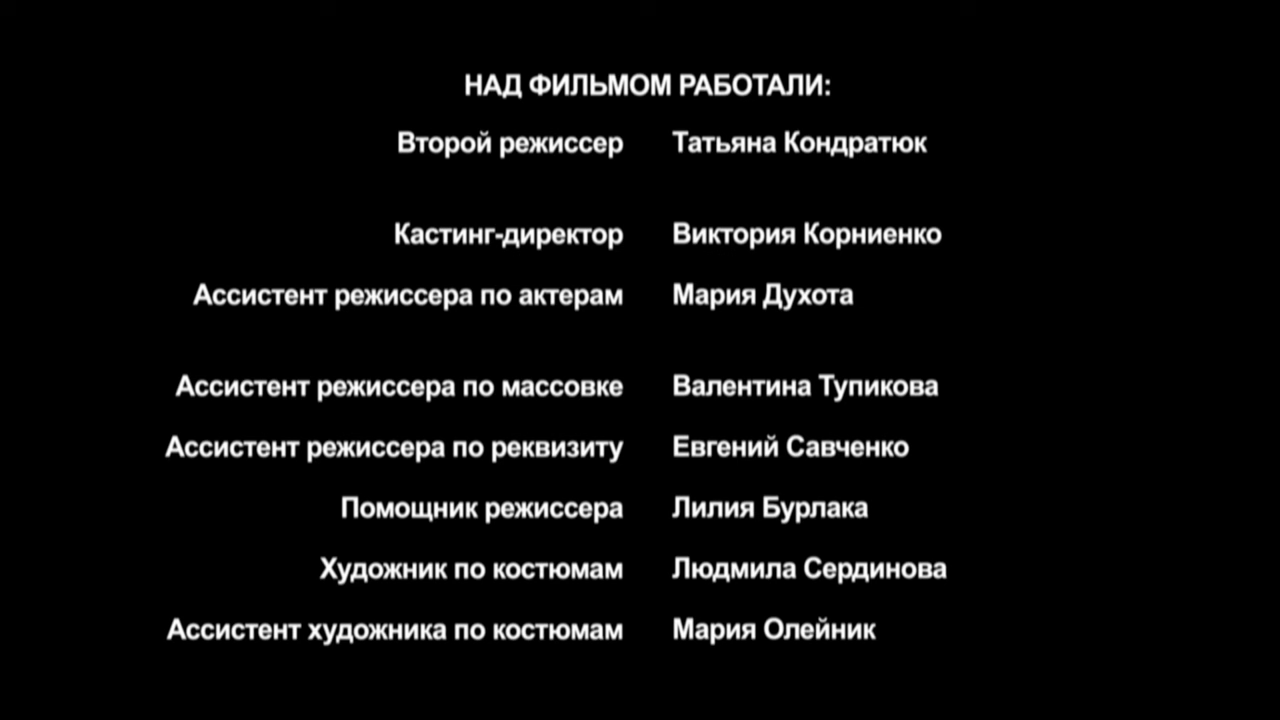 НАД ФИЛЬМОМ РАБОТАЛИ:
Второй режиссер Татьяна Кондратюк
Кастинг-директор Виктория Корниенко
Ассистент режиссера по актерам Мария Духота
Ассистент режиссера по массовке Валентина Тупикова
Ассистент режиссера по реквизиту Евгений Савченко
Помощник режиссера Лилия Бурлака
Художник по костюмам Людмила Сердинова
Ассистент художника по костюмам Мария Олейник